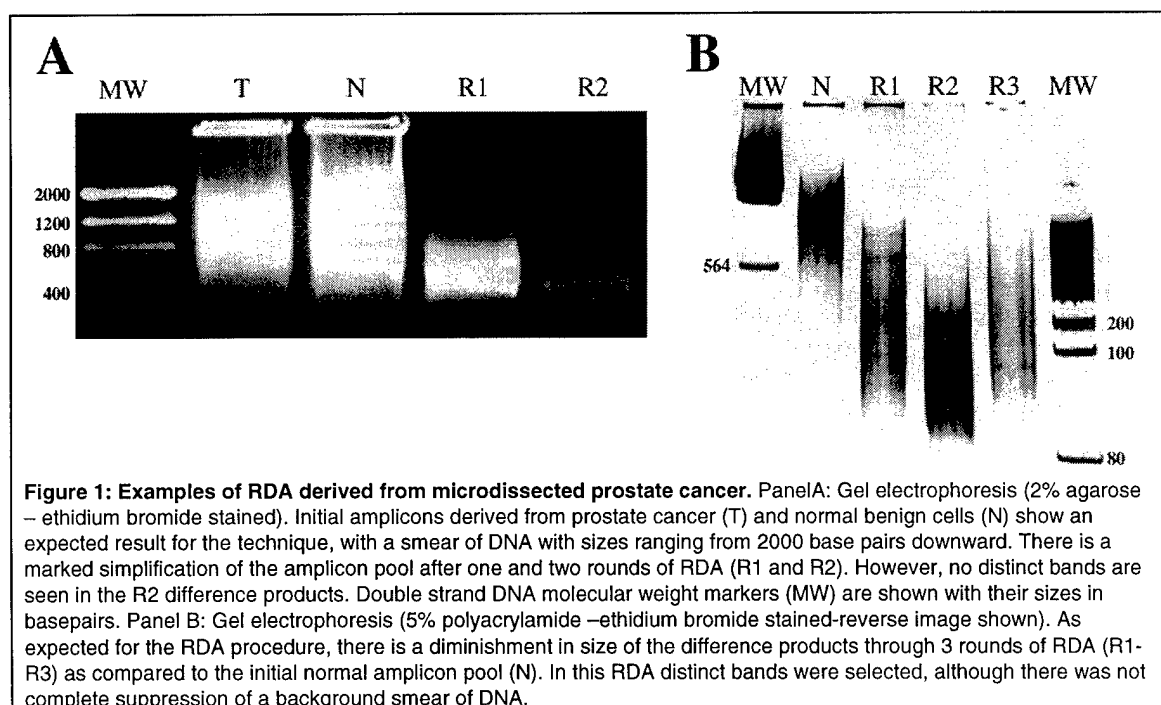 A
B
MW T N R1 R2
MW N R1 R2 R3 MW
2000
1200
800
400
564
200
100
80
Figure 1: Examples of RDA derived from microdissected prostate cancer. PanelA: Gel electrophoresis (2% agarose
– ethidium bromide stained). Initial amplicons derived from prostate cancer (T) and normal benign cells (N) show an
expected result for the technique, with a smear of DNA with sizes ranging from 2000 base pairs downward. There is a
marked simplification of the amplicon pool after one and two rounds of RDA (R1 and R2). However, no distinct bands are
seen in the R2 difference products. Double strand DNA molecular weight markers (MW) are shown with their sizes in
basepairs. Panel B: Gel electrophoresis (5% polyacrylamide –ethidium bromide stained-reverse image shown). As
expected for the RDA procedure, there is a diminishment in size of the difference products through 3 rounds of RDA (R1-
R3) as compared to the initial normal amplicon pool (N). In this RDA distinct bands were selected, although there was not
complete suppression of a background smear of DNA.